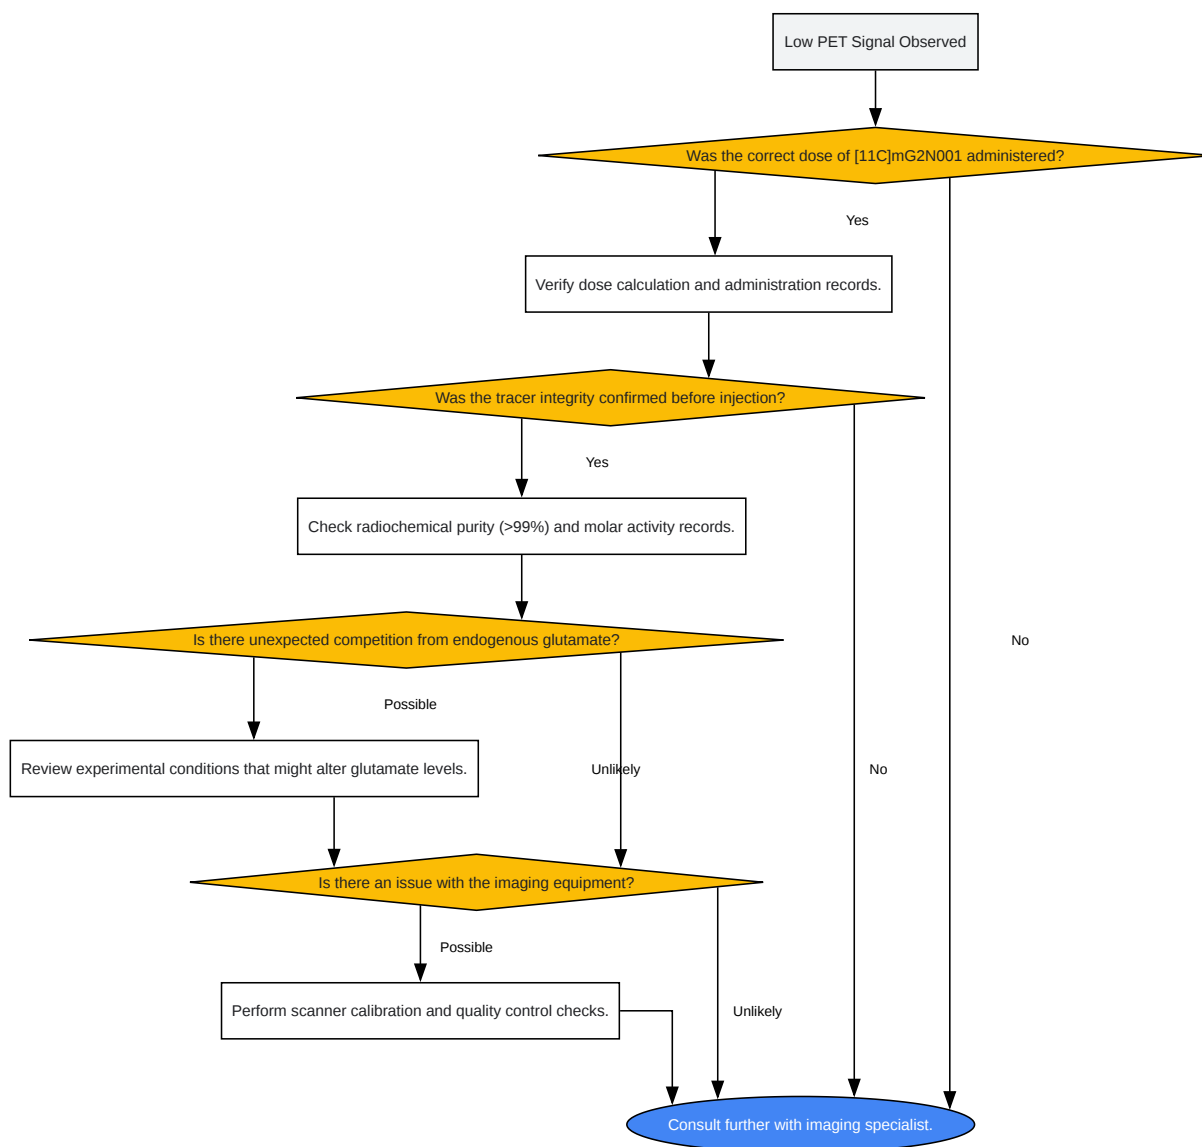 Low PET Signal Observed
Was the correct dose of [11C]mG2N001 administered?
Yes
Verify dose calculation and administration records.
Was the tracer integrity confirmed before injection?
Yes
Check radiochemical purity (>99%) and molar activity records.
Is there unexpected competition from endogenous glutamate?
No
Possible
Review experimental conditions that might alter glutamate levels.
Unlikely
No
Is there an issue with the imaging equipment?
Possible
Perform scanner calibration and quality control checks.
Unlikely
Consult further with imaging specialist.